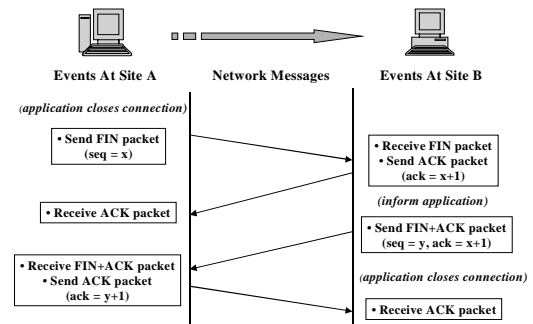 Events At Site A
Network Messages
Events At Site B
(application closes connection)
• Send FIN packet
(seq = x)
• Receive FIN packet
• Send ACK packet
(ack = x+1)
(inform application)
• Receive ACK packet
• Send FIN+ACK packet
(seq = y, ack = x+1)
• Receive FIN+ACK packet
• Send ACK packet
(ack = y+1)
(application closes connection)
• Receive ACK packet